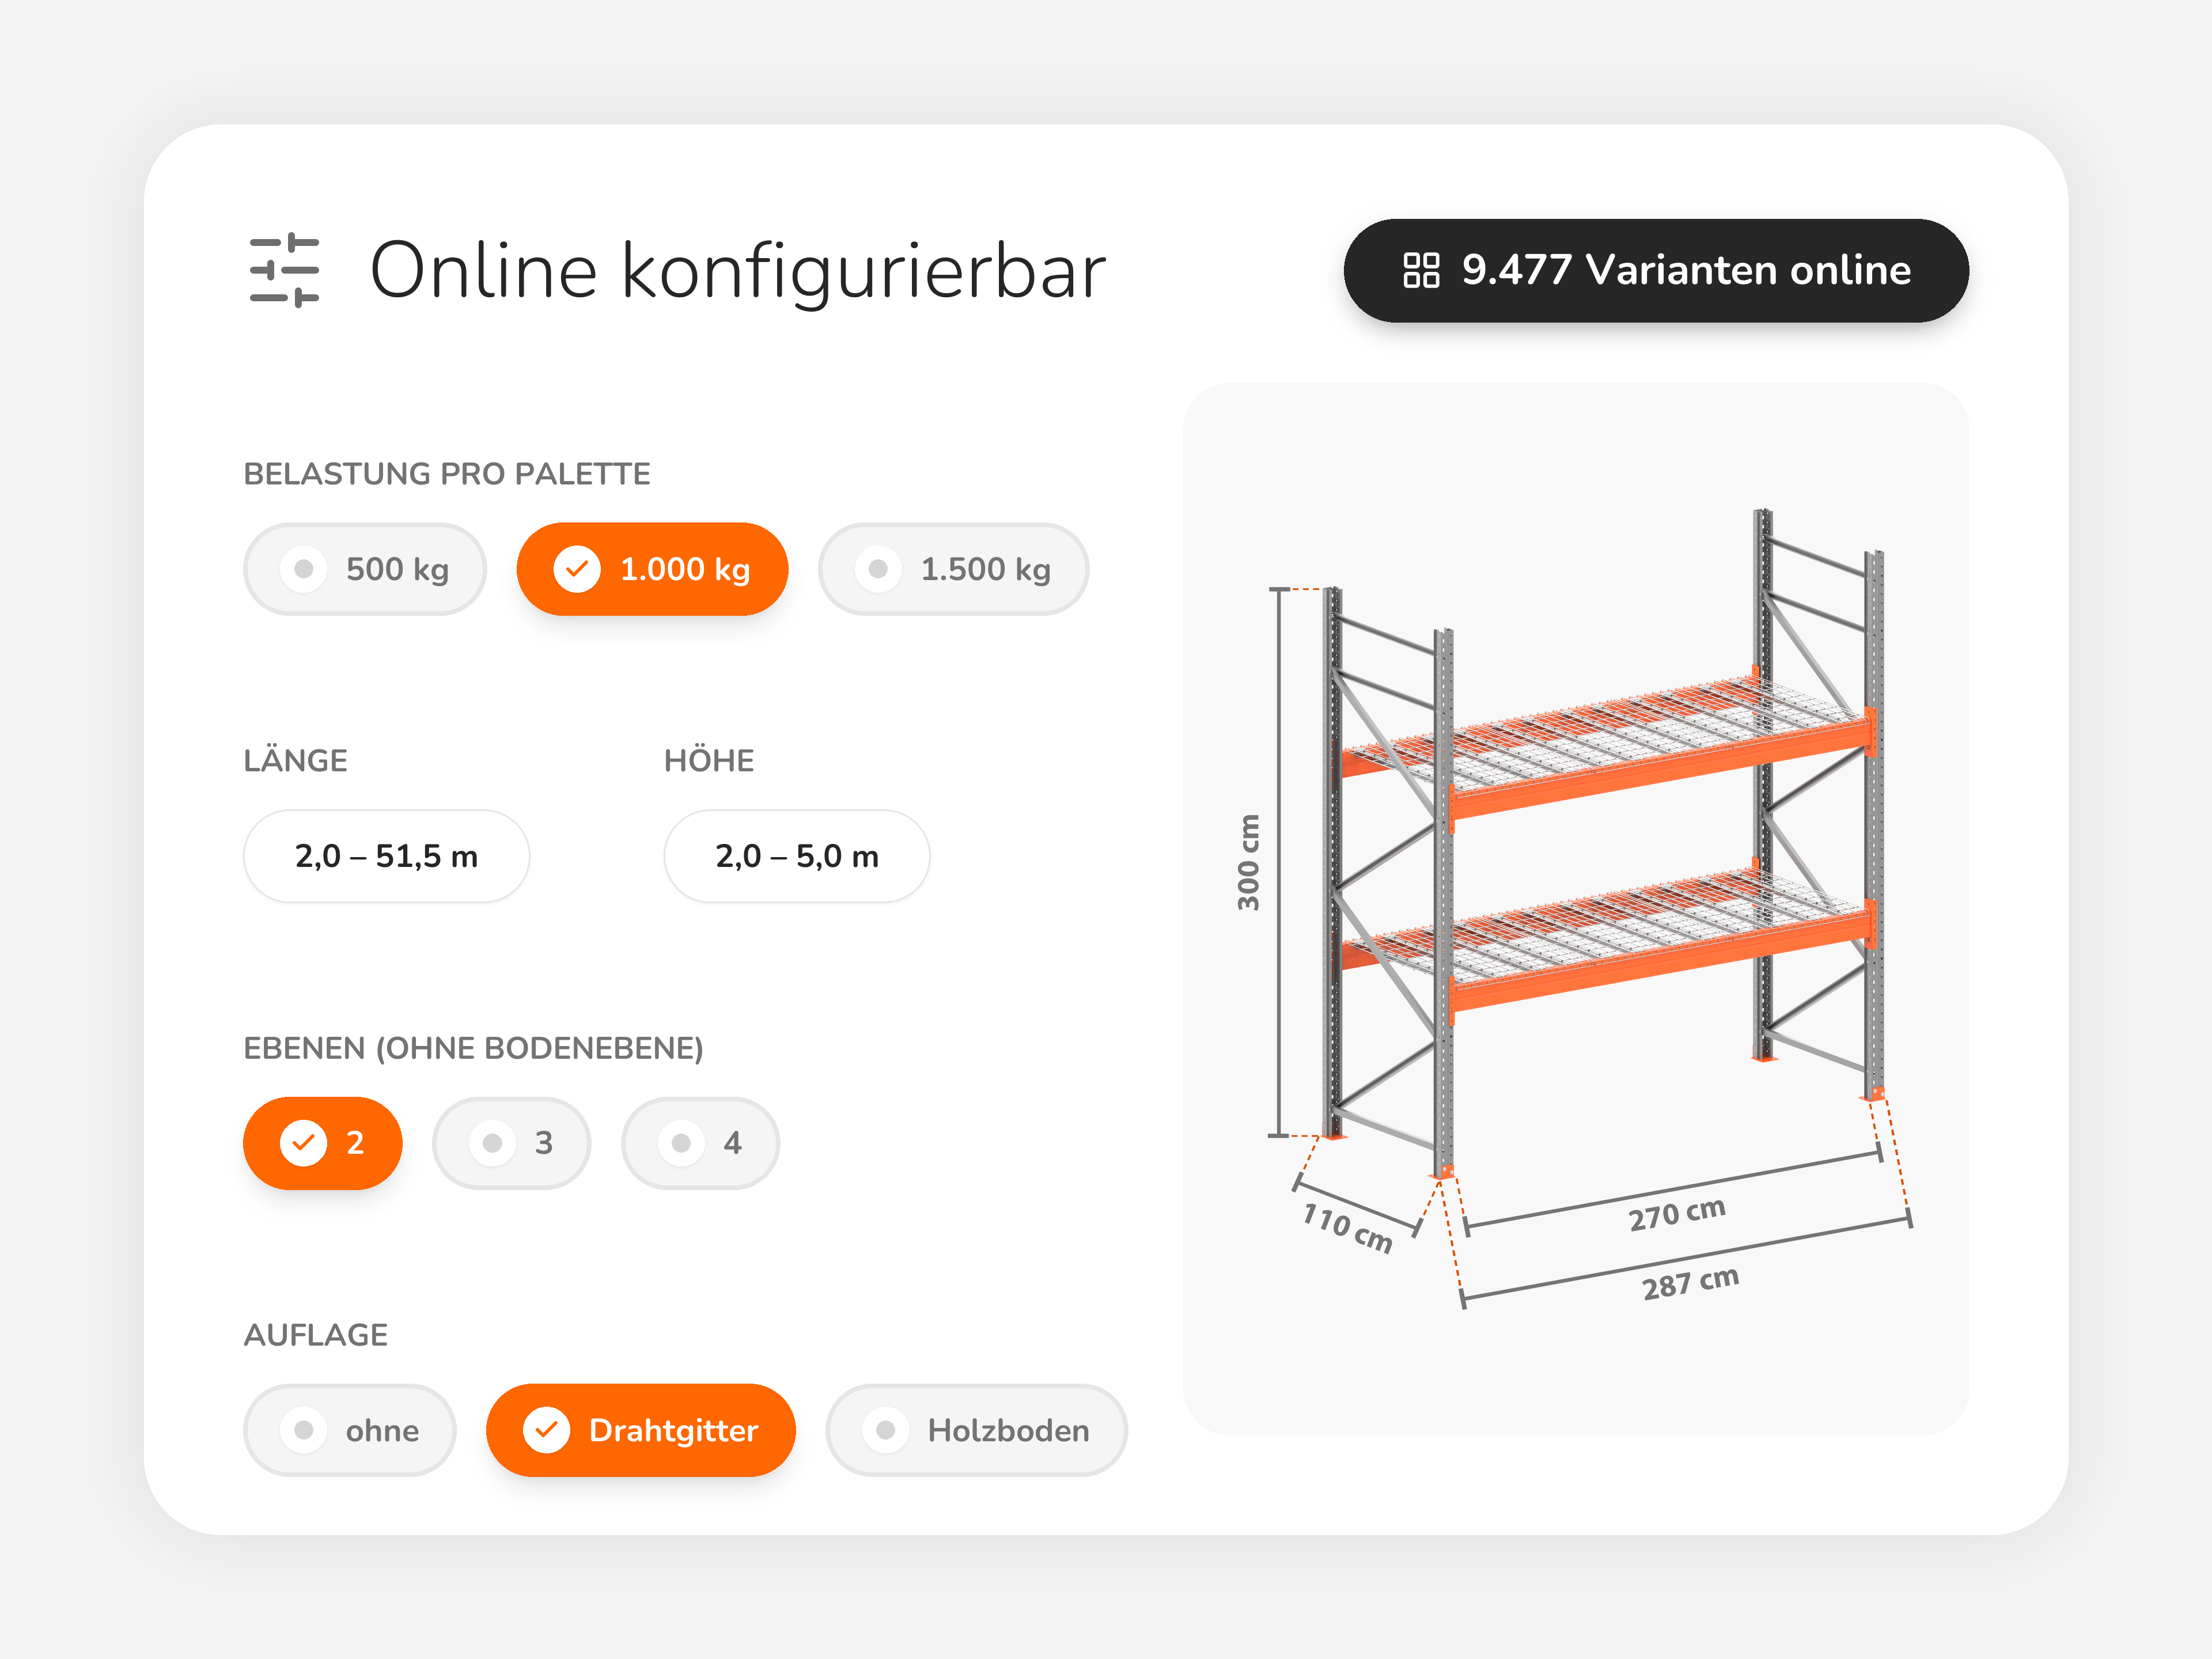 Online konfigurierbar
9.477 Varianten online
BELASTUNG PRO PALETTE
500 kg
1.000 kg
1.500 kg
LÄNGE
HÖHE
2,0 – 51,5 m
2,0 – 5,0 m
EBENEN (OHNE BODENEBENE)
2
3
4
AUFLAGE
ohne
Drahtgitter
Holzboden
300 cm
110 cm
270 cm
287 cm